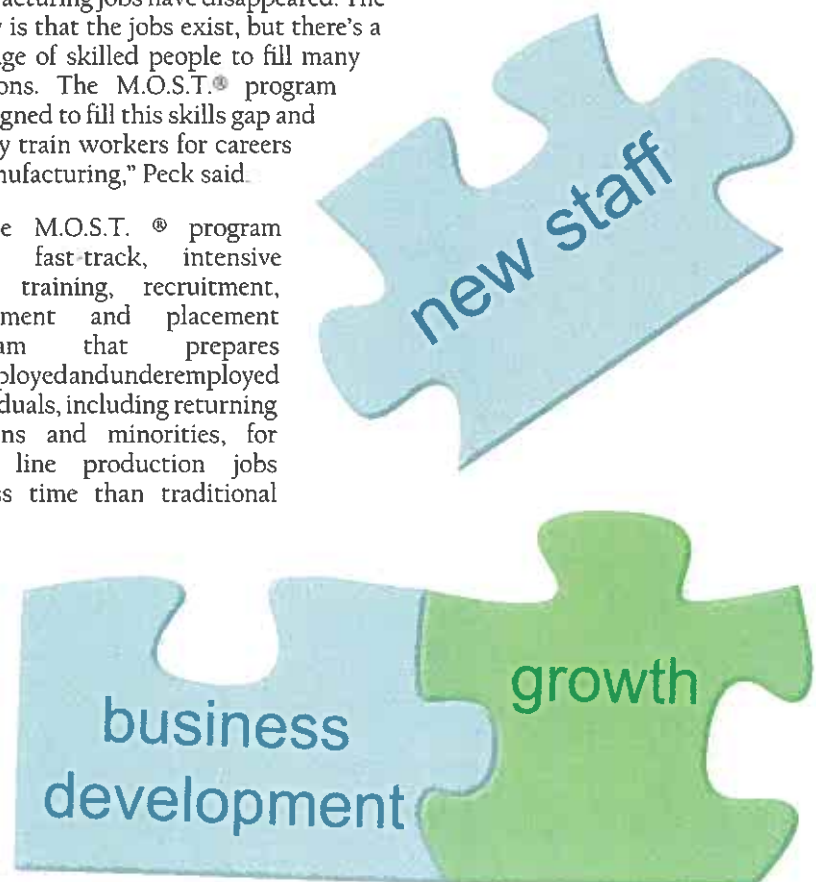 acturing jobs have disappeared. The
y is that the jobs exist, but there's a
age of skilled people to fill many
ons. The M.O.S.T.® program
gned to fill this skills gap and
y train workers for careers
nufacturing," Peck said.
e M.O.S.T. ® program
fast-track, intensive
training, recruitment,
ment and placement
am that prepares
ployedandunderemployed
duals, including returning
ns and minorities, for
line production jobs
ss time than traditional
new staff
business
development
growth